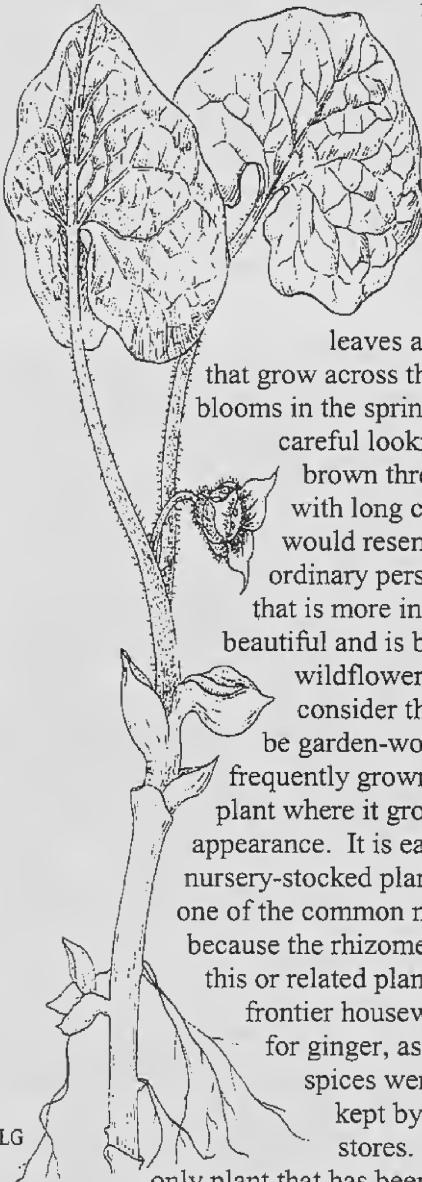 leaves a
that grow across th
blooms in the sprin
careful look
brown thre
with long c
would resen
ordinary pers
that is more in
beautiful and is b
wildflower
consider th
be garden-wo
frequently grown
plant where it gro
appearance. It is ea
nursery-stocked plan
one of the common n
because the rhizome
this or related plan
frontier housew
for ginger, as
spices wer
kept by
LG
stores.
only plant that has been